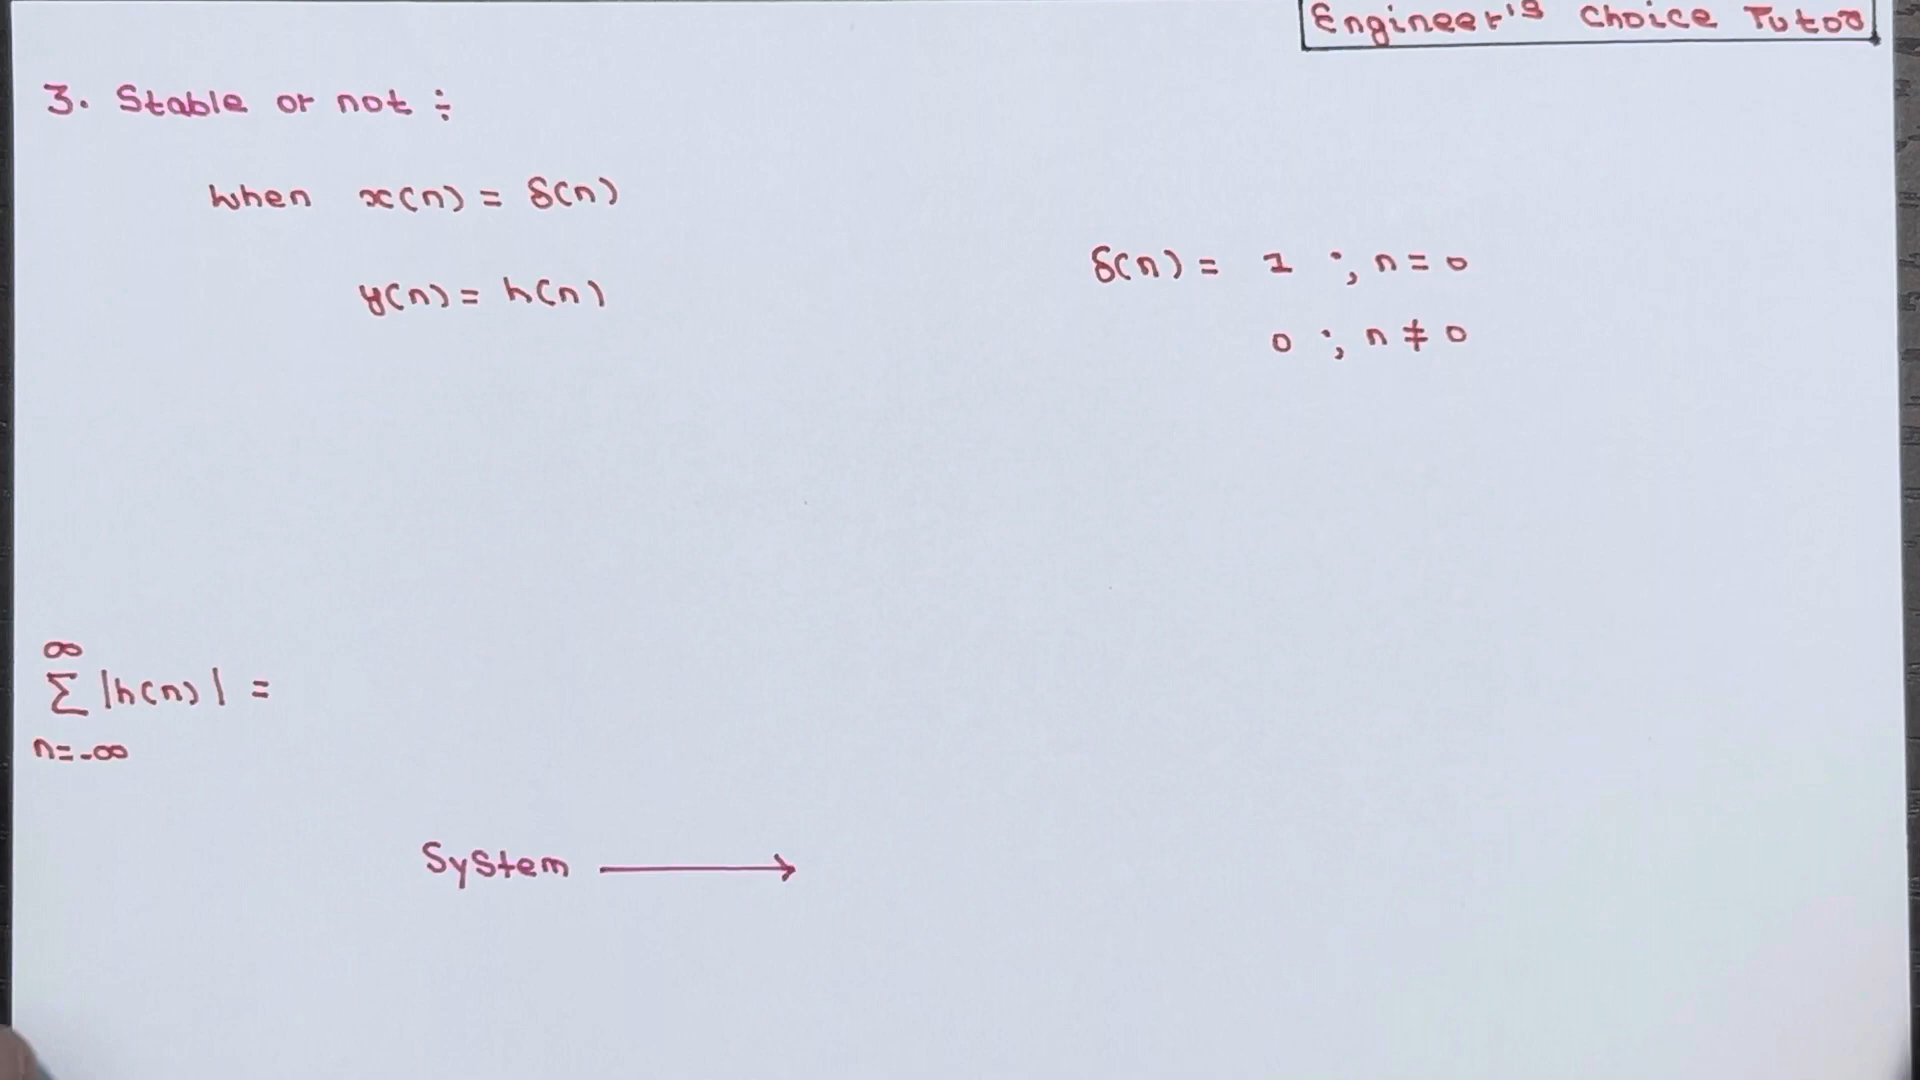 Engineer's Choice Tutor
3. Stable or not ÷
When x(n) = δ(n)
y(n) = h(n)
δ(n) = 1 ; n = 0
0 ; n ≠ 0
∞
Σ |h(n)| =
n=-∞
System ⟶